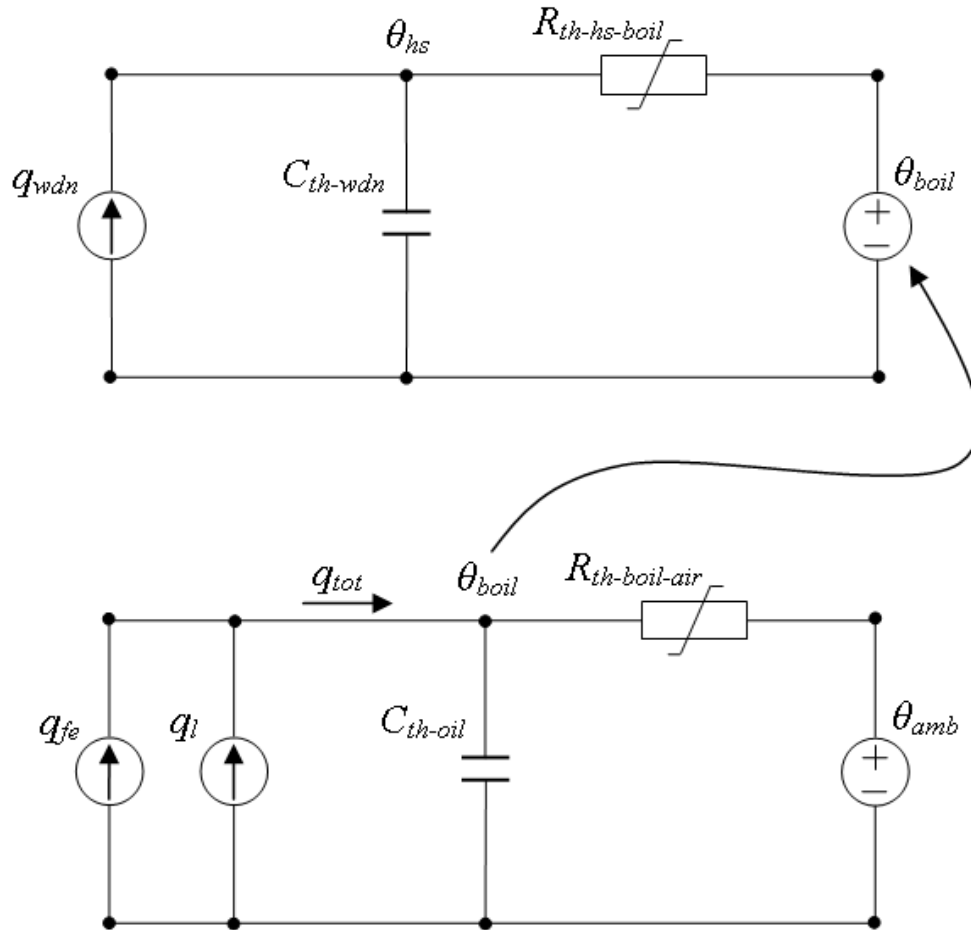 θhs
Rth-hs-boil
qwdn
Cth-wdn
θboil
+
−
qtot
θboil
Rth-boil-air
qfe
ql
Cth-oil
θamb
+
−